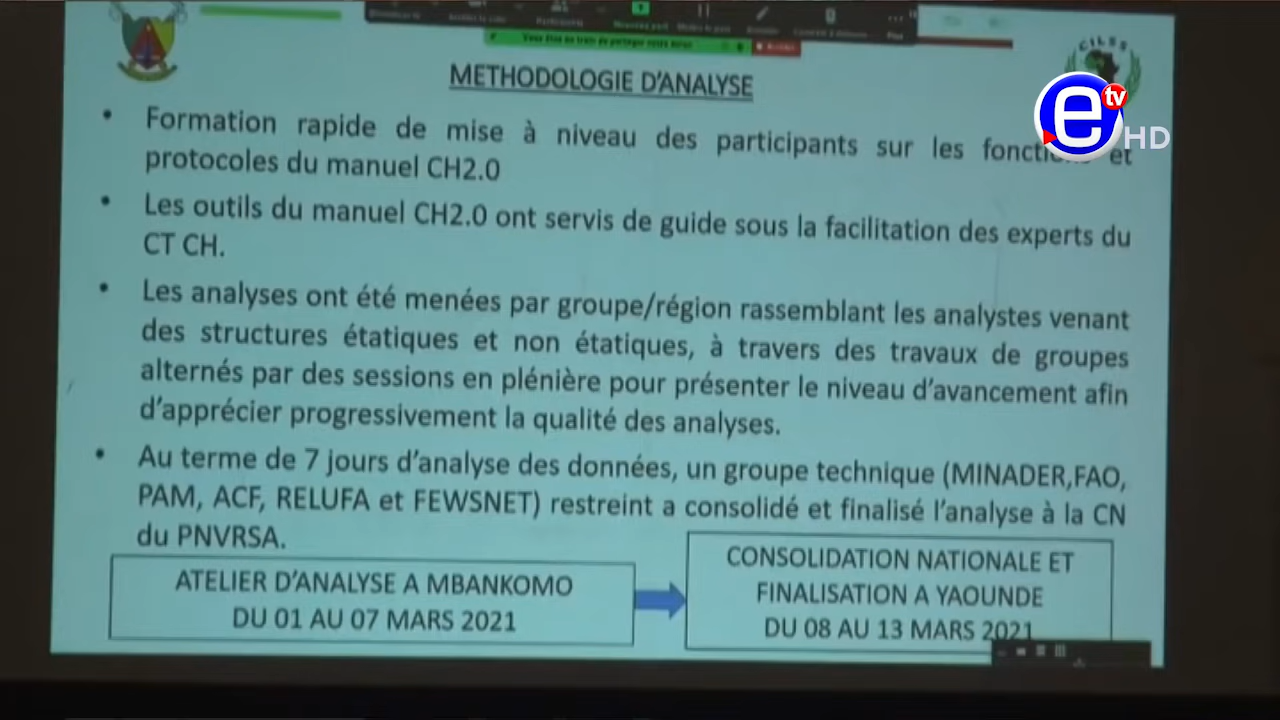 CILSS
METHODOLOGIE D'ANALYSE
tv
e
HD
• Formation rapide de mise à niveau des participants sur les et
protocoles du manuel CH2.0
• Les outils du manuel CH2.0 ont servis de guide sous la facilitation des experts du
CT CH.
• Les analyses ont été menées par groupe/région rassemblant les analystes venant
des structures étatiques et non étatiques, à travers des travaux de groupes
alternés par des sessions en plénière pour présenter le niveau d'avancement afin
d'apprécier progressivement la qualité des analyses.
• Au terme de 7 jours d'analyse des données, un groupe technique (MINADER,FAO,
PAM, ACF, RELUFA et FEWSNET) restreint a consolidé et finalisé l'analyse à la CN
du PNVRSA.
ATELIER D'ANALYSE A MBANKOMO
DU 01 AU 07 MARS 2021
CONSOLIDATION NATIONALE ET
FINALISATION A YAOUNDE
DU 08 AU 13 MARS 2021